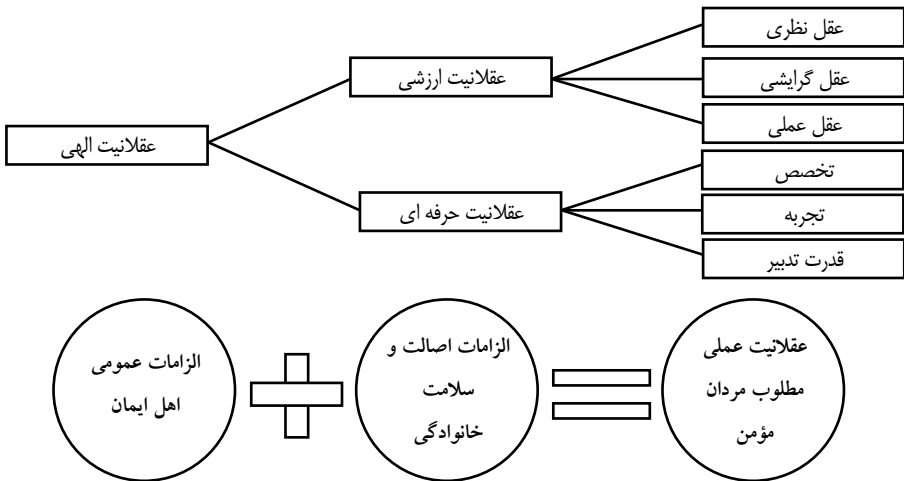 عقل نظری
عقلانیت ارزشی
عقل گرایشی
عقل عملی
عقلانیت الهی
تخصص
عقلانیت حرفه ای
تجربه
قدرت تدبیر
عقلانیت عملی
مطلوب مردان
مؤمن
الزامات اصالت و
سلامت
خانوادگی
الزامات عمومی
اهل ایمان